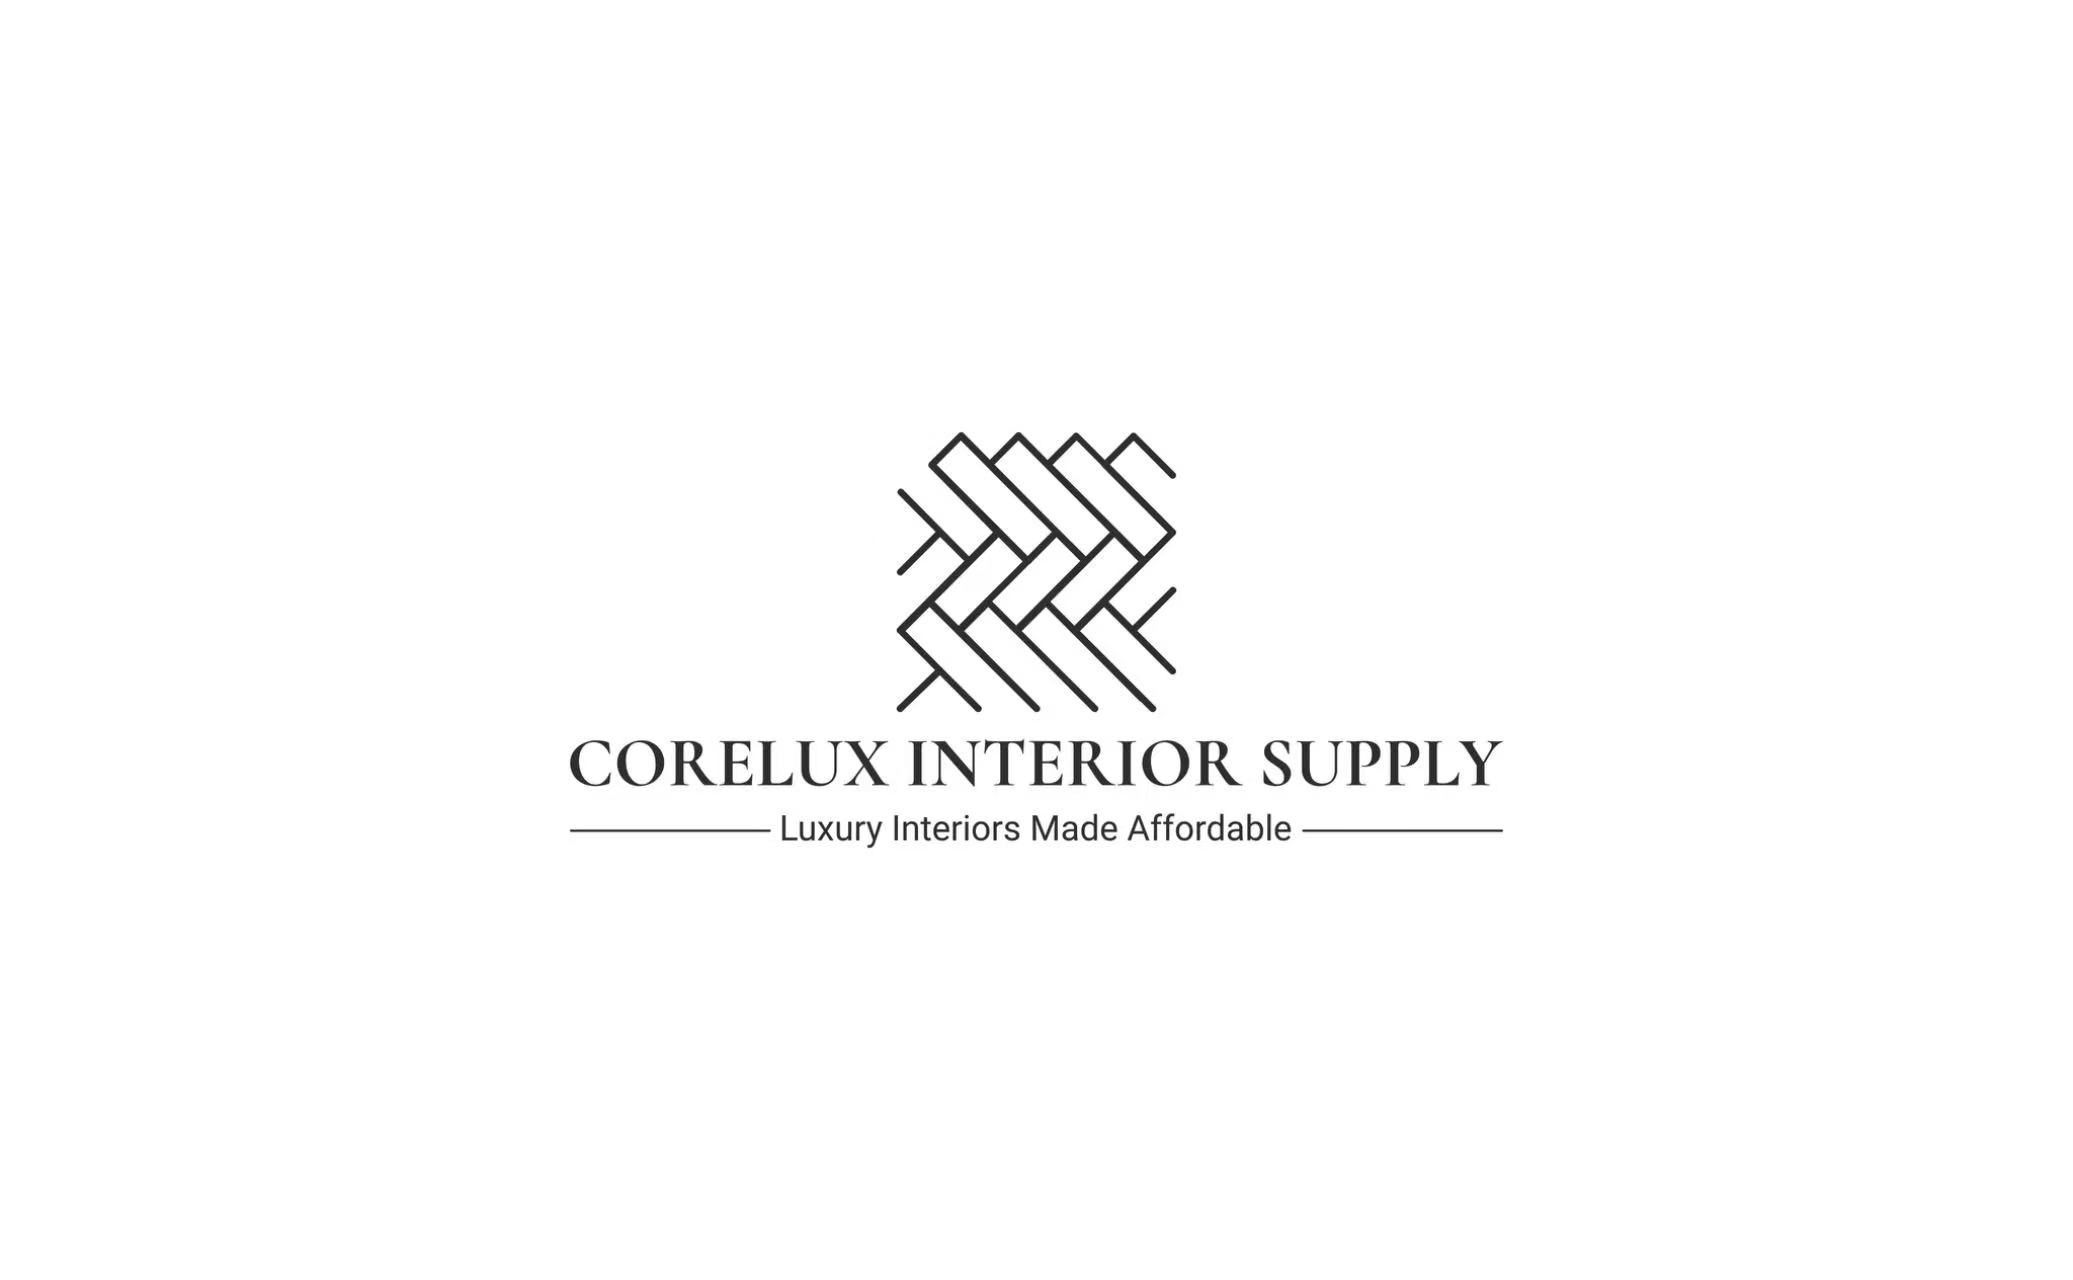 CORELUX INTERIOR SUPPLY
Luxury Interiors Made Affordable